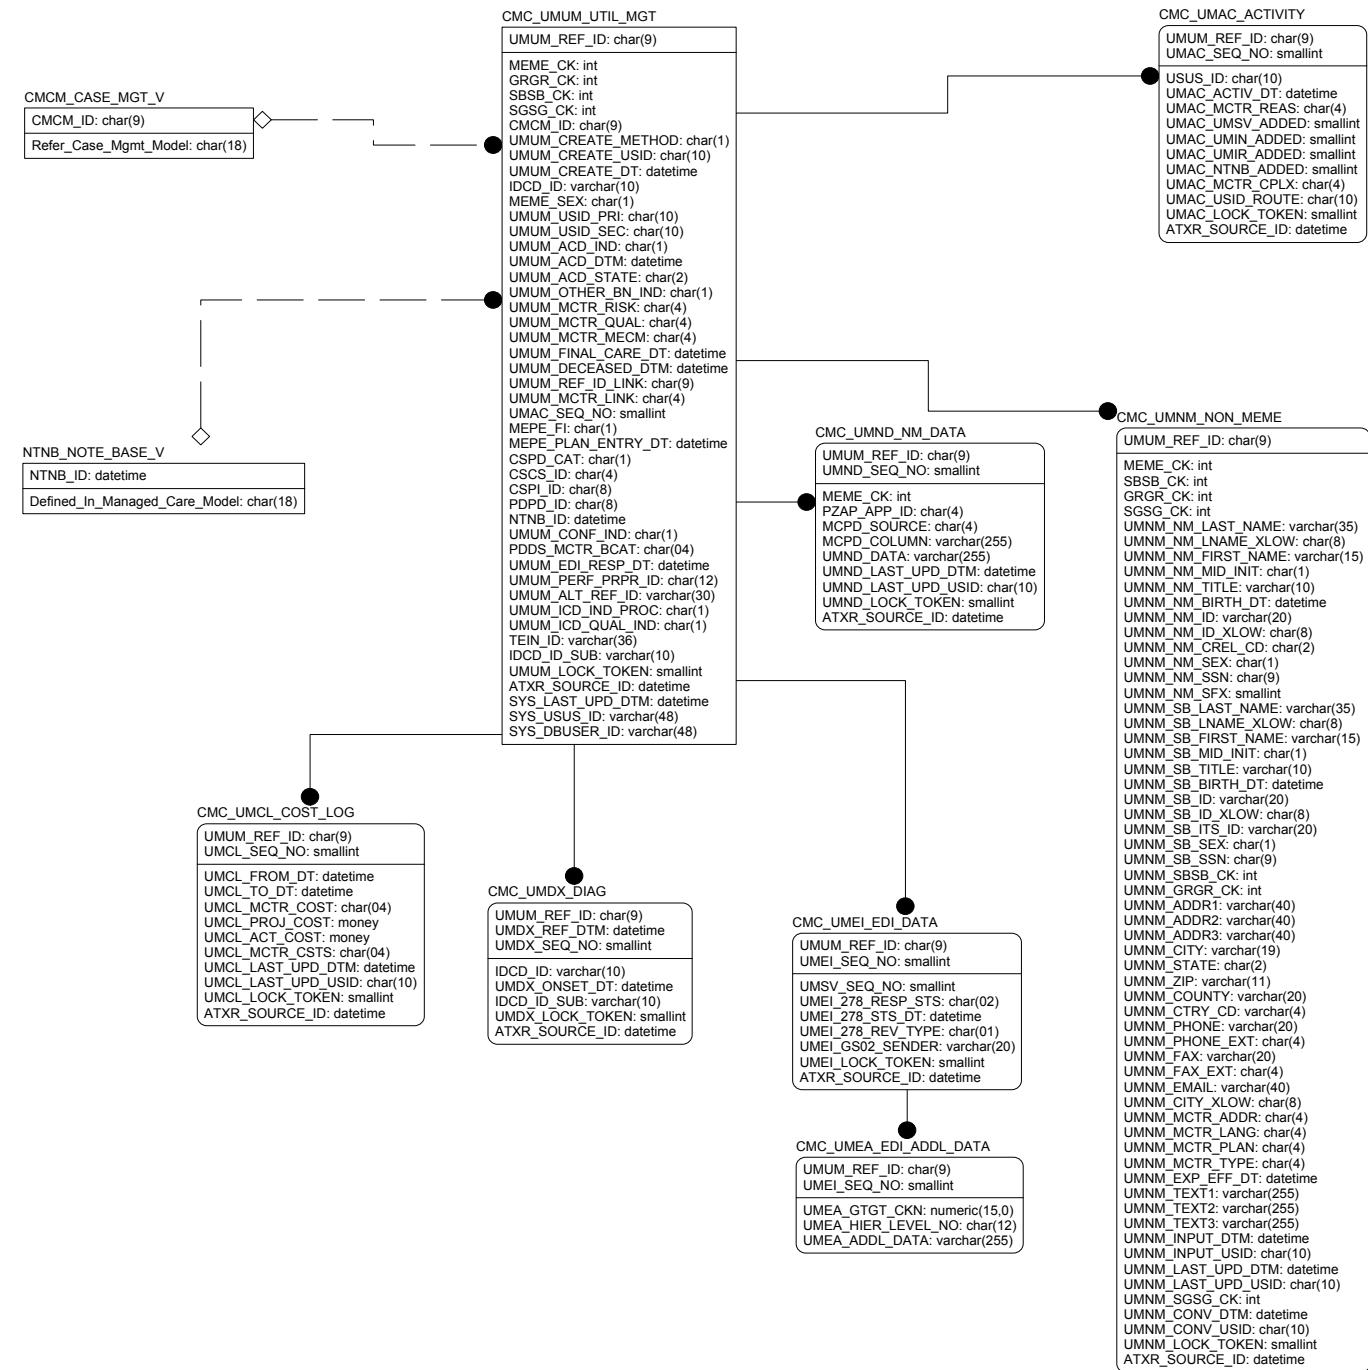 CMC_UMUM_UTIL_MGT
UMUM_REF_ID: char(9)
MEME_CK: int
GRGR_CK: int
SBSB_CK: int
SGSG_CK: int
CMCM_ID: char(9)
UMUM_CREATE_METHOD: char(1)
UMUM_CREATE_USID: char(10)
UMUM_CREATE_DT: datetime
IDCD_ID: varchar(10)
MEME_SEX: char(1)
UMUM_USID_PRI: char(10)
UMUM_USID_SEC: char(10)
UMUM_ACD_IND: char(1)
UMUM_ACD_DTM: datetime
UMUM_ACD_STATE: char(2)
UMUM_OTHER_BN_IND: char(1)
UMUM_MCTR_RISK: char(4)
UMUM_MCTR_QUAL: char(4)
UMUM_MCTR_MECM: char(4)
UMUM_FINAL_CARE_DT: datetime
UMUM_DECEASED_DTM: datetime
UMUM_REF_ID_LINK: char(9)
UMUM_MCTR_LINK: char(4)
UMAC_SEQ_NO: smallint
MEPE_FI: char(1)
MEPE_PLAN_ENTRY_DT: datetime
CSPD_CAT: char(1)
CSCS_ID: char(4)
CSPI_ID: char(8)
PDPD_ID: char(8)
NTNB_ID: datetime
UMUM_CONF_IND: char(1)
PDDS_MCTR_BCAT: char(04)
UMUM_EDI_RESP_DT: datetime
UMUM_PERF_PRPR_ID: char(12)
UMUM_ALT_REF_ID: varchar(30)
UMUM_ICD_IND_PROC: char(1)
UMUM_ICD_QUAL_IND: char(1)
TEIN_ID: varchar(36)
IDCD_ID_SUB: varchar(10)
UMUM_LOCK_TOKEN: smallint
ATXR_SOURCE_ID: datetime
SYS_LAST_UPD_DTM: datetime
SYS_USUS_ID: varchar(48)
SYS_DBUSER_ID: varchar(48)
CMC_UMAC_ACTIVITY
UMUM_REF_ID: char(9)
UMAC_SEQ_NO: smallint
USUS_ID: char(10)
UMAC_ACTIV_DT: datetime
UMAC_MCTR_REAS: char(4)
UMAC_UMSV_ADDED: smallint
UMAC_UMIN_ADDED: smallint
UMAC_UMIR_ADDED: smallint
UMAC_NTNB_ADDED: smallint
UMAC_MCTR_CPLX: char(4)
UMAC_USID_ROUTE: char(10)
UMAC_LOCK_TOKEN: smallint
ATXR_SOURCE_ID: datetime
CMCM_CASE_MGT_V
CMCM_ID: char(9)
Refer_Case_Mgmt_Model: char(18)
NTNB_NOTE_BASE_V
NTNB_ID: datetime
Defined_In_Managed_Care_Model: char(18)
CMC_UMND_NM_DATA
UMUM_REF_ID: char(9)
UMND_SEQ_NO: smallint
MEME_CK: int
PZAP_APP_ID: char(4)
MCPD_SOURCE: char(4)
MCPD_COLUMN: varchar(255)
UMND_DATA: varchar(255)
UMND_LAST_UPD_DTM: datetime
UMND_LAST_UPD_USID: char(10)
UMND_LOCK_TOKEN: smallint
ATXR_SOURCE_ID: datetime
CMC_UMNM_NON_MEME
UMUM_REF_ID: char(9)
MEME_CK: int
SBSB_CK: int
GRGR_CK: int
SGSG_CK: int
UMNM_NM_LAST_NAME: varchar(35)
UMNM_NM_LNAME_XLOW: char(8)
UMNM_NM_FIRST_NAME: varchar(15)
UMNM_NM_MID_INIT: char(1)
UMNM_NM_TITLE: varchar(10)
UMNM_NM_BIRTH_DT: datetime
UMNM_NM_ID: varchar(20)
UMNM_NM_ID_XLOW: char(8)
UMNM_NM_CREL_CD: char(2)
UMNM_NM_SEX: char(1)
UMNM_NM_SSN: char(9)
UMNM_NM_SFX: smallint
UMNM_SB_LAST_NAME: varchar(35)
UMNM_SB_LNAME_XLOW: char(8)
UMNM_SB_FIRST_NAME: varchar(15)
UMNM_SB_MID_INIT: char(1)
UMNM_SB_TITLE: varchar(10)
UMNM_SB_BIRTH_DT: datetime
UMNM_SB_ID: varchar(20)
UMNM_SB_ID_XLOW: char(8)
UMNM_SB_ITS_ID: varchar(20)
UMNM_SB_SEX: char(1)
UMNM_SB_SSN: char(9)
UMNM_SBSB_CK: int
UMNM_GRGR_CK: int
UMNM_ADDR1: varchar(40)
UMNM_ADDR2: varchar(40)
UMNM_ADDR3: varchar(40)
UMNM_CITY: varchar(19)
UMNM_STATE: char(2)
UMNM_ZIP: varchar(11)
UMNM_COUNTY: varchar(20)
UMNM_CTRY_CD: varchar(4)
UMNM_PHONE: varchar(20)
UMNM_PHONE_EXT: char(4)
UMNM_FAX: varchar(20)
UMNM_FAX_EXT: char(4)
UMNM_EMAIL: varchar(40)
UMNM_CITY_XLOW: char(8)
UMNM_MCTR_ADDR: char(4)
UMNM_MCTR_LANG: char(4)
UMNM_MCTR_PLAN: char(4)
UMNM_MCTR_TYPE: char(4)
UMNM_EXP_EFF_DT: datetime
UMNM_TEXT1: varchar(255)
UMNM_TEXT2: varchar(255)
UMNM_TEXT3: varchar(255)
UMNM_INPUT_DTM: datetime
UMNM_INPUT_USID: char(10)
UMNM_LAST_UPD_DTM: datetime
UMNM_LAST_UPD_USID: char(10)
UMNM_SGSG_CK: int
UMNM_CONV_DTM: datetime
UMNM_CONV_USID: char(10)
UMNM_LOCK_TOKEN: smallint
ATXR_SOURCE_ID: datetime
CMC_UMCL_COST_LOG
UMUM_REF_ID: char(9)
UMCL_SEQ_NO: smallint
UMCL_FROM_DT: datetime
UMCL_TO_DT: datetime
UMCL_MCTR_COST: char(04)
UMCL_PROJ_COST: money
UMCL_ACT_COST: money
UMCL_MCTR_CSTS: char(04)
UMCL_LAST_UPD_DTM: datetime
UMCL_LAST_UPD_USID: char(10)
UMCL_LOCK_TOKEN: smallint
ATXR_SOURCE_ID: datetime
CMC_UMDX_DIAG
UMUM_REF_ID: char(9)
UMDX_REF_DTM: datetime
UMDX_SEQ_NO: smallint
IDCD_ID: varchar(10)
UMDX_ONSET_DT: datetime
IDCD_ID_SUB: varchar(10)
UMDX_LOCK_TOKEN: smallint
ATXR_SOURCE_ID: datetime
CMC_UMEI_EDI_DATA
UMUM_REF_ID: char(9)
UMEI_SEQ_NO: smallint
UMSV_SEQ_NO: smallint
UMEI_278_RESP_STS: char(02)
UMEI_278_STS_DT: datetime
UMEI_278_REV_TYPE: char(01)
UMEI_GS02_SENDER: varchar(20)
UMEI_LOCK_TOKEN: smallint
ATXR_SOURCE_ID: datetime
CMC_UMEA_EDI_ADDL_DATA
UMUM_REF_ID: char(9)
UMEI_SEQ_NO: smallint
UMEA_GTGT_CKN: numeric(15,0)
UMEA_HIER_LEVEL_NO: char(12)
UMEA_ADDL_DATA: varchar(255)